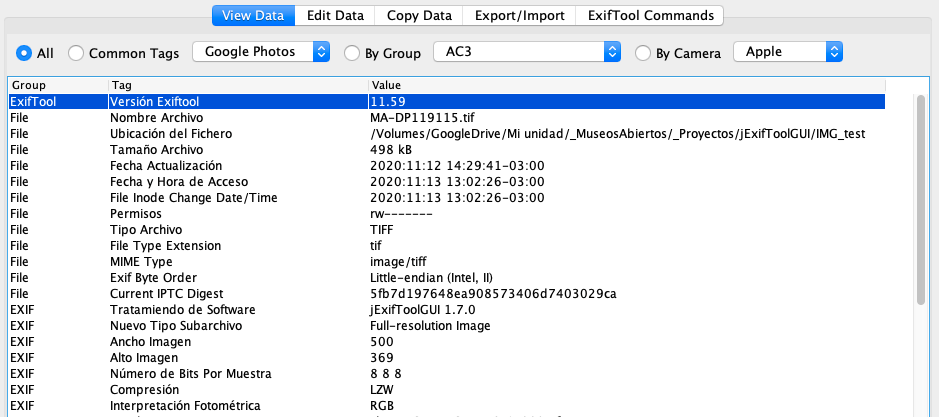 View Data Edit Data Copy Data Export/Import ExifTool Commands
All Common Tags Google Photos By Group AC3 By Camera Apple
Group Tag Value
ExifTool Versión Exiftool 11.59
File Nombre Archivo MA-DP119115.tif
File Ubicación del Fichero /Volumes/GoogleDrive/Mi unidad/_MuseosAbiertos/_Proyectos/jExifToolGUI/IMG_test
File Tamaño Archivo 498 kB
File Fecha Actualización 2020:11:12 14:29:41-03:00
File Fecha y Hora de Acceso 2020:11:13 13:02:26-03:00
File File Inode Change Date/Time 2020:11:13 13:02:26-03:00
File Permisos rw-------
File Tipo Archivo TIFF
File File Type Extension tif
File MIME Type image/tiff
File Exif Byte Order Little-endian (Intel, II)
File Current IPTC Digest 5fb7d197648ea908573406d7403029ca
EXIF Tratamiendo de Software jExifToolGUI 1.7.0
EXIF Nuevo Tipo Subarchivo Full-resolution Image
EXIF Ancho Imagen 500
EXIF Alto Imagen 369
EXIF Número de Bits Por Muestra 8 8 8
EXIF Compresión LZW
EXIF Interpretación Fotométrica RGB